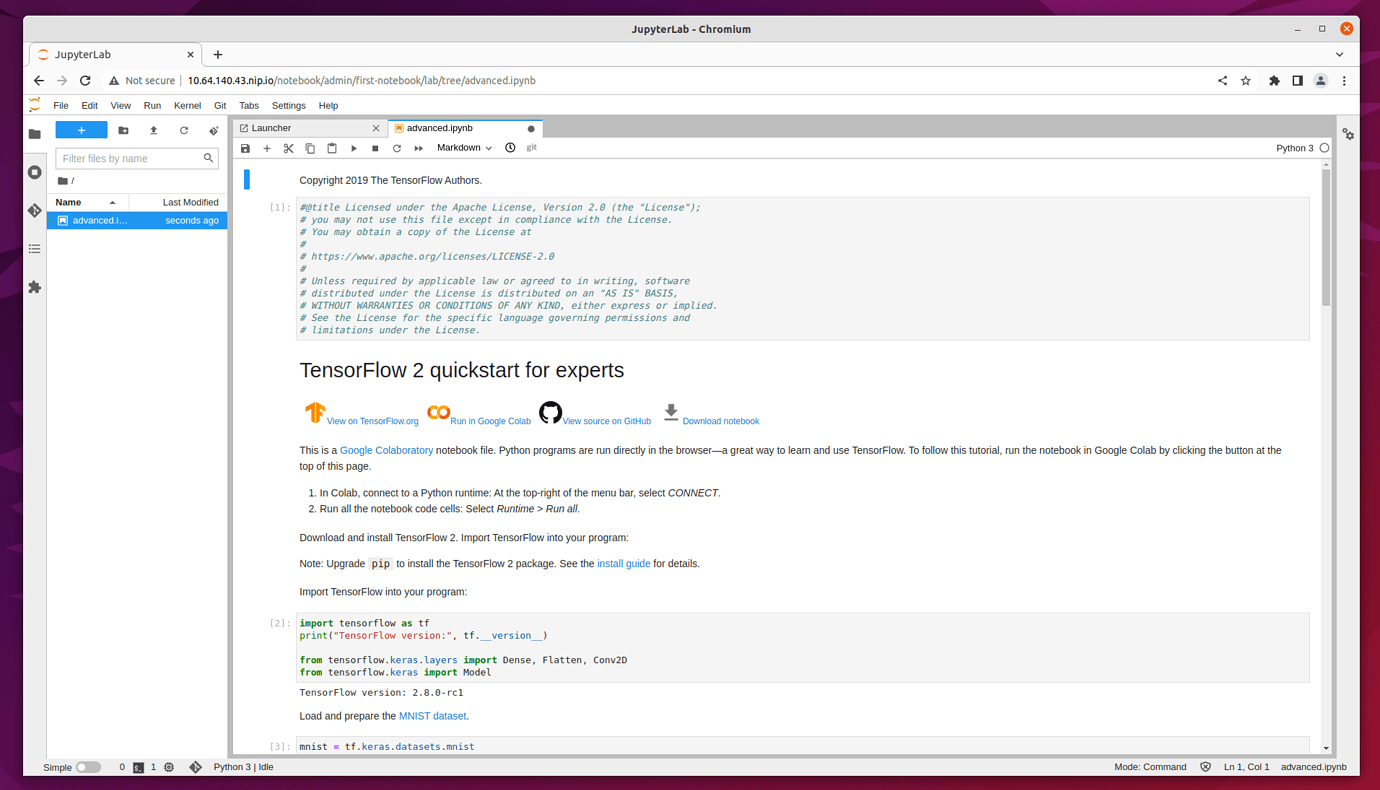 JupyterLab - Chromium
JupyterLab
Not secure | 10.64.140.43.nip.io/notebook/admin/first-notebook/lab/tree/advanced.ipynb
File Edit View Run Kernel Git Tabs Settings Help
Launcher
advanced.ipynb
Markdown
git
Python 3
Filter files by name
/
Name
Last Modified
advanced.i...
seconds ago
Copyright 2019 The TensorFlow Authors.
[1]:
#@title Licensed under the Apache License, Version 2.0 (the "License");
# you may not use this file except in compliance with the License.
# You may obtain a copy of the License at
#
# https://www.apache.org/licenses/LICENSE-2.0
#
# Unless required by applicable law or agreed to in writing, software
# distributed under the License is distributed on an "AS IS" BASIS,
# WITHOUT WARRANTIES OR CONDITIONS OF ANY KIND, either express or implied.
# See the License for the specific language governing permissions and
# limitations under the License.
TensorFlow 2 quickstart for experts
View on TensorFlow.org Run in Google Colab View source on GitHub Download notebook
This is a Google Colaboratory notebook file. Python programs are run directly in the browser—a great way to learn and use TensorFlow. To follow this tutorial, run the notebook in Google Colab by clicking the button at the
top of this page.
1. In Colab, connect to a Python runtime: At the top-right of the menu bar, select CONNECT.
2. Run all the notebook code cells: Select Runtime > Run all.
Download and install TensorFlow 2. Import TensorFlow into your program:
Note: Upgrade pip to install the TensorFlow 2 package. See the install guide for details.
Import TensorFlow into your program:
[2]:
import tensorflow as tf
print("TensorFlow version:", tf.__version__)
from tensorflow.keras.layers import Dense, Flatten, Conv2D
from tensorflow.keras import Model
TensorFlow version: 2.8.0-rc1
Load and prepare the MNIST dataset.
[3]:
mnist = tf.keras.datasets.mnist
Simple 0 $_ 1 Python 3 | Idle Mode: Command Ln 1, Col 1 advanced.ipynb